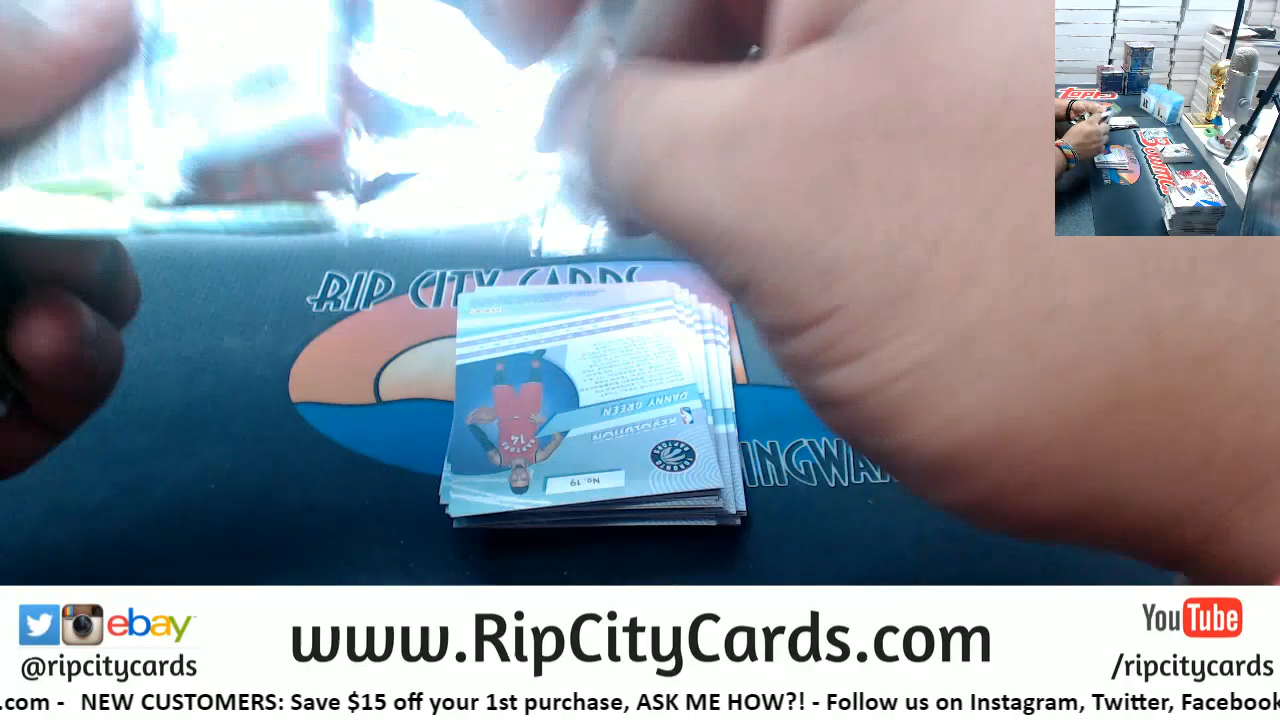 Topps
BOWMAN
RIP CITY CARDS
DANNY GREEN
REVOLUTION
No. 19
INGWA
ebay
www.RipCityCards.com
YouTube
@ripcitycards
/ripcitycards
.com - NEW CUSTOMERS: Save $15 off your 1st purchase, ASK ME HOW?! - Follow us on Instagram, Twitter, Facebook